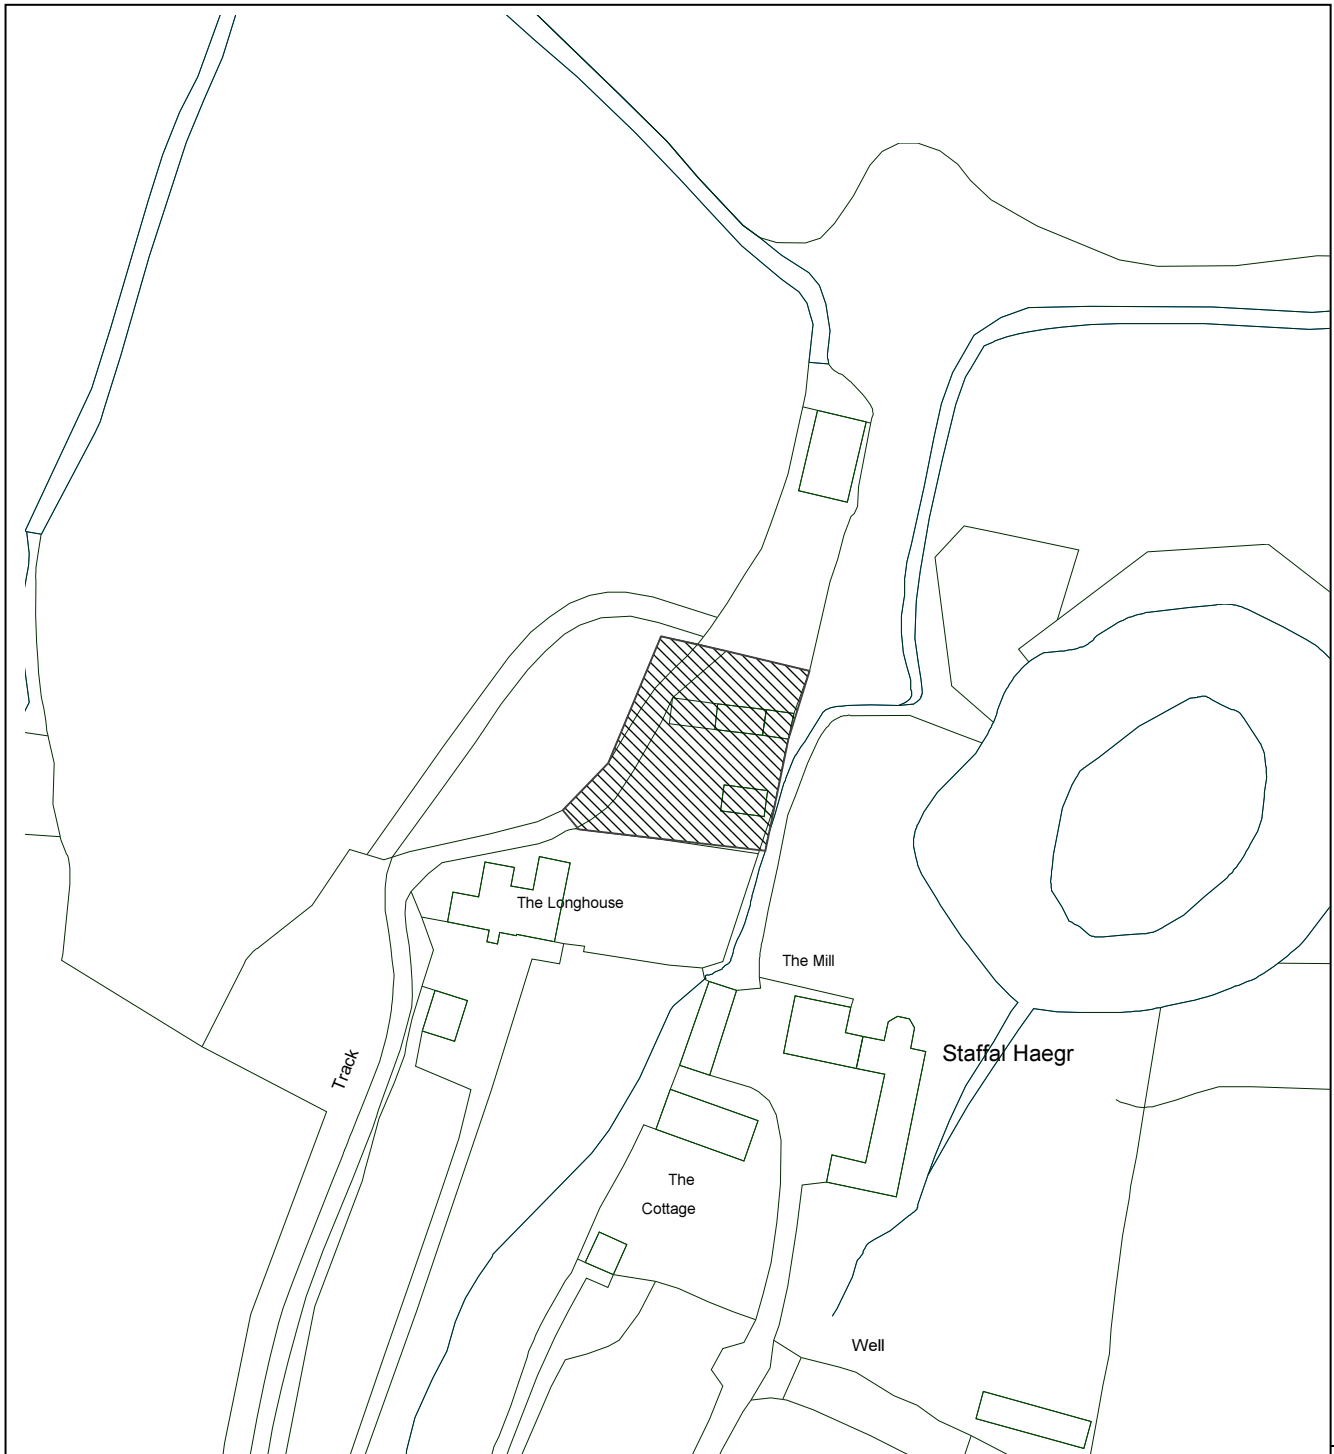 The Longhouse
The Mill
Staffal Haegr
Track
The
Cottage
Well